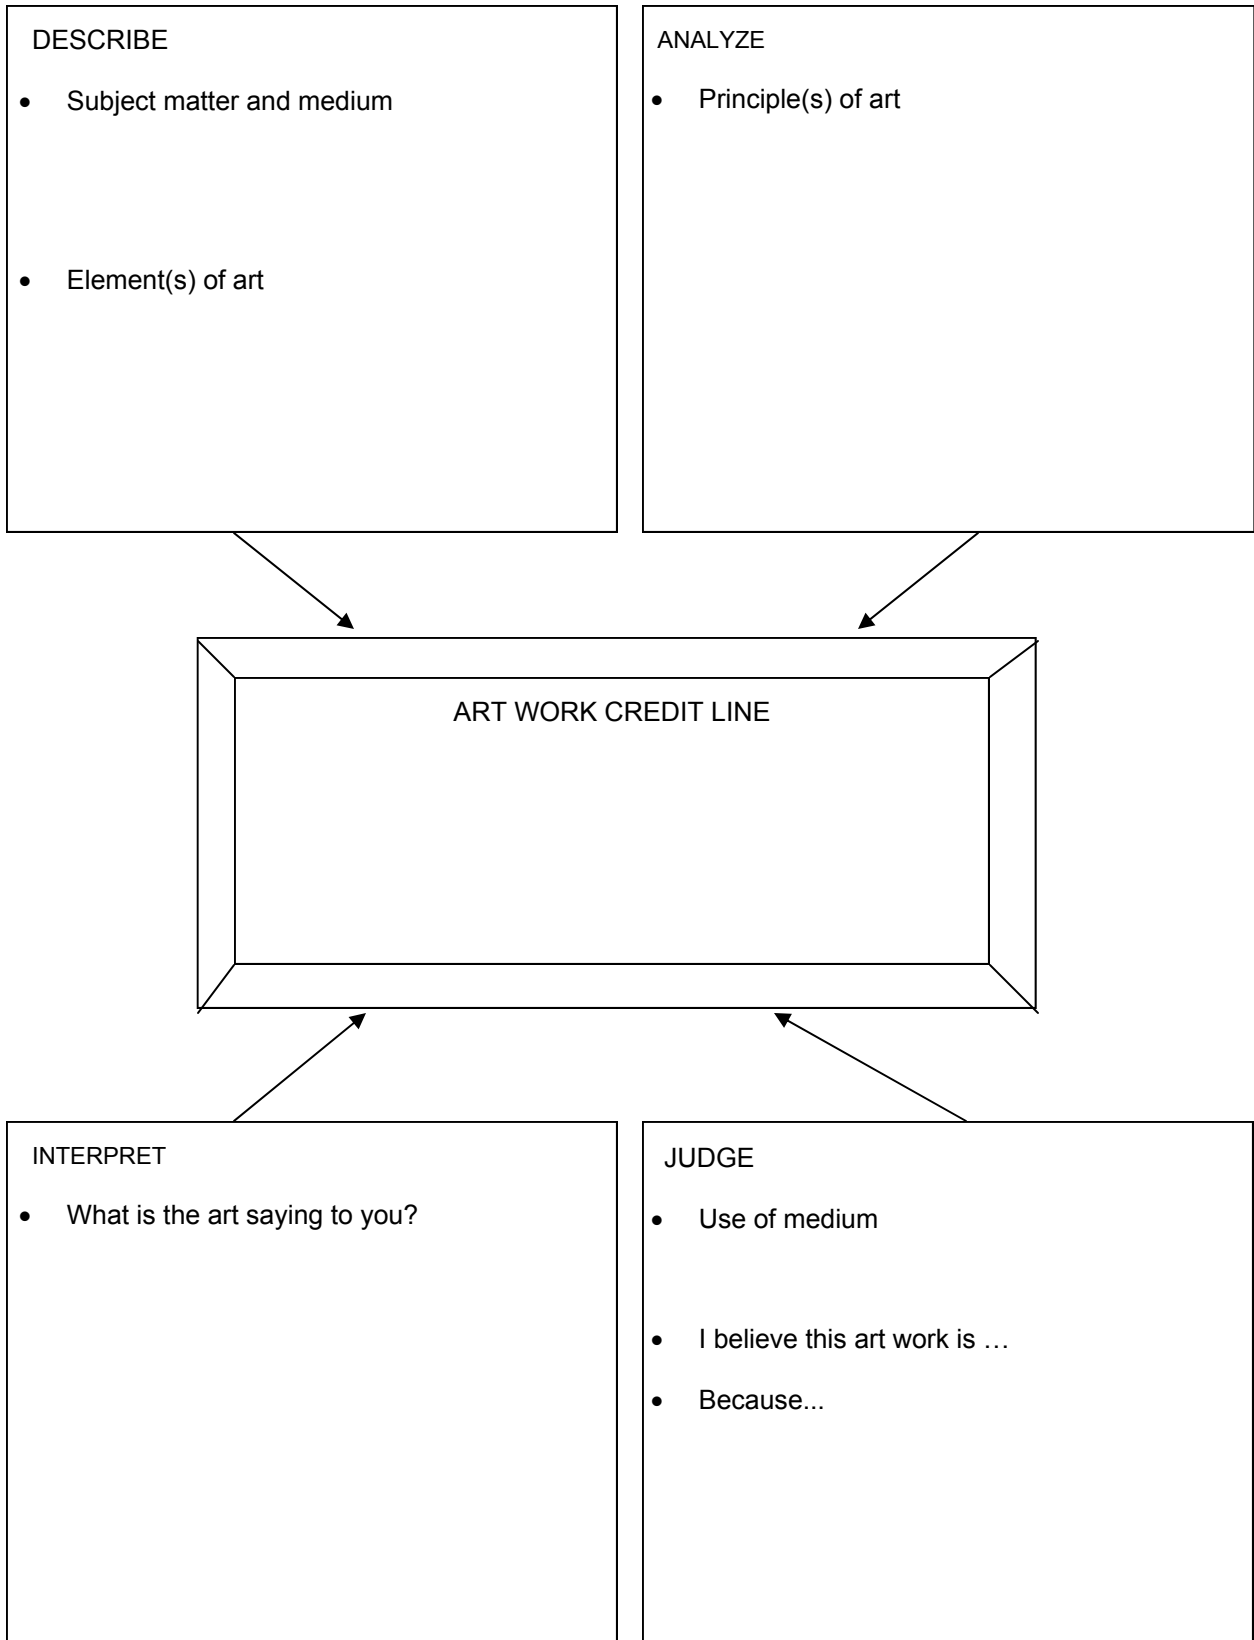 DESCRIBE
• Subject matter and medium
• Element(s) of art
ANALYZE
• Principle(s) of art
ART WORK CREDIT LINE
INTERPRET
• What is the art saying to you?
JUDGE
• Use of medium
• I believe this art work is …
• Because...